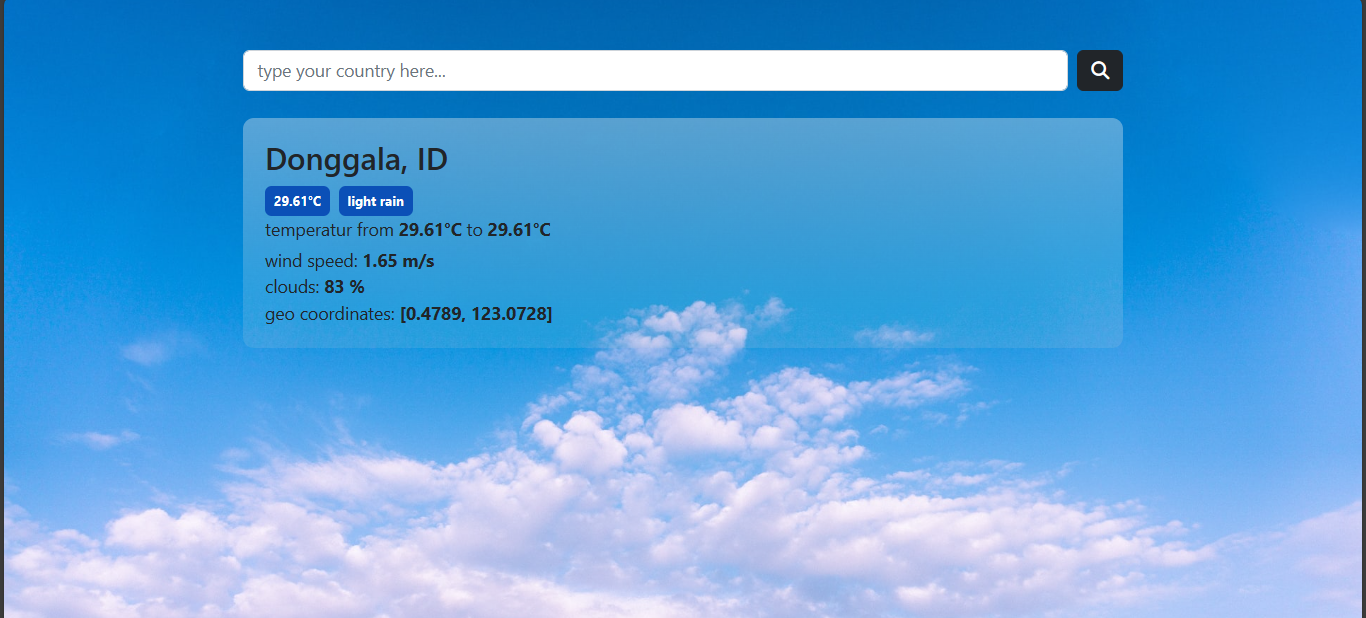 type your country here...
Donggala, ID
29.61°C light rain
temperatur from 29.61°C to 29.61°C
wind speed: 1.65 m/s
clouds: 83 %
geo coordinates: [0.4789, 123.0728]